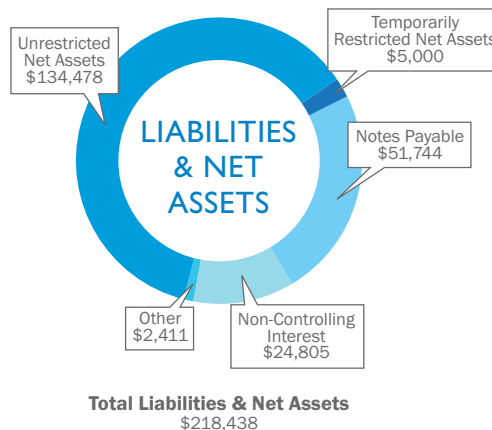 Unrestricted
Net Assets
$134,478
Temporarily
Restricted Net Assets
$5,000
LIABILITIES
& NET
ASSETS
Notes Payable
$51,744
Other
$2,411
Non-Controlling
Interest
$24,805
Total Liabilities & Net Assets
$218,438